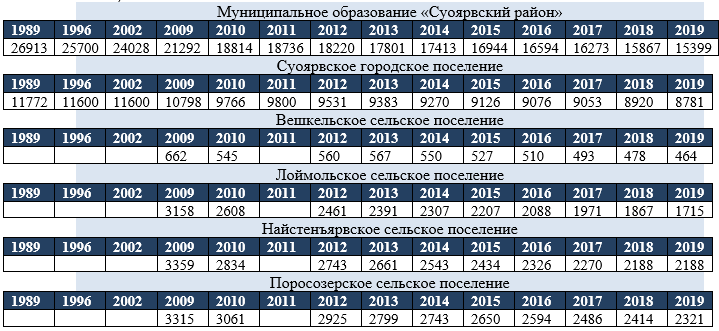 Муниципальное образование «Суоярвский район»
1989 1996 2002 2009 2010 2011 2012 2013 2014 2015 2016 2017 2018 2019
26913 25700 24028 21292 18814 18736 18220 17801 17413 16944 16594 16273 15867 15399
Суоярвское городское поселение
1989 1996 2002 2009 2010 2011 2012 2013 2014 2015 2016 2017 2018 2019
11772 11600 11600 10798 9766 9800 9531 9383 9270 9126 9076 9053 8920 8781
Вешкельское сельское поселение
1989 1996 2002 2009 2010 2011 2012 2013 2014 2015 2016 2017 2018 2019
662 545 560 567 550 527 510 493 478 464
Лоймольское сельское поселение
1989 1996 2002 2009 2010 2011 2012 2013 2014 2015 2016 2017 2018 2019
3158 2608 2461 2391 2307 2207 2088 1971 1867 1715
Найстенъярвское сельское поселение
1989 1996 2002 2009 2010 2011 2012 2013 2014 2015 2016 2017 2018 2019
3359 2834 2743 2661 2543 2434 2326 2270 2188 2188
Поросозерское сельское поселение
1989 1996 2002 2009 2010 2011 2012 2013 2014 2015 2016 2017 2018 2019
3315 3061 2925 2799 2743 2650 2594 2486 2414 2321